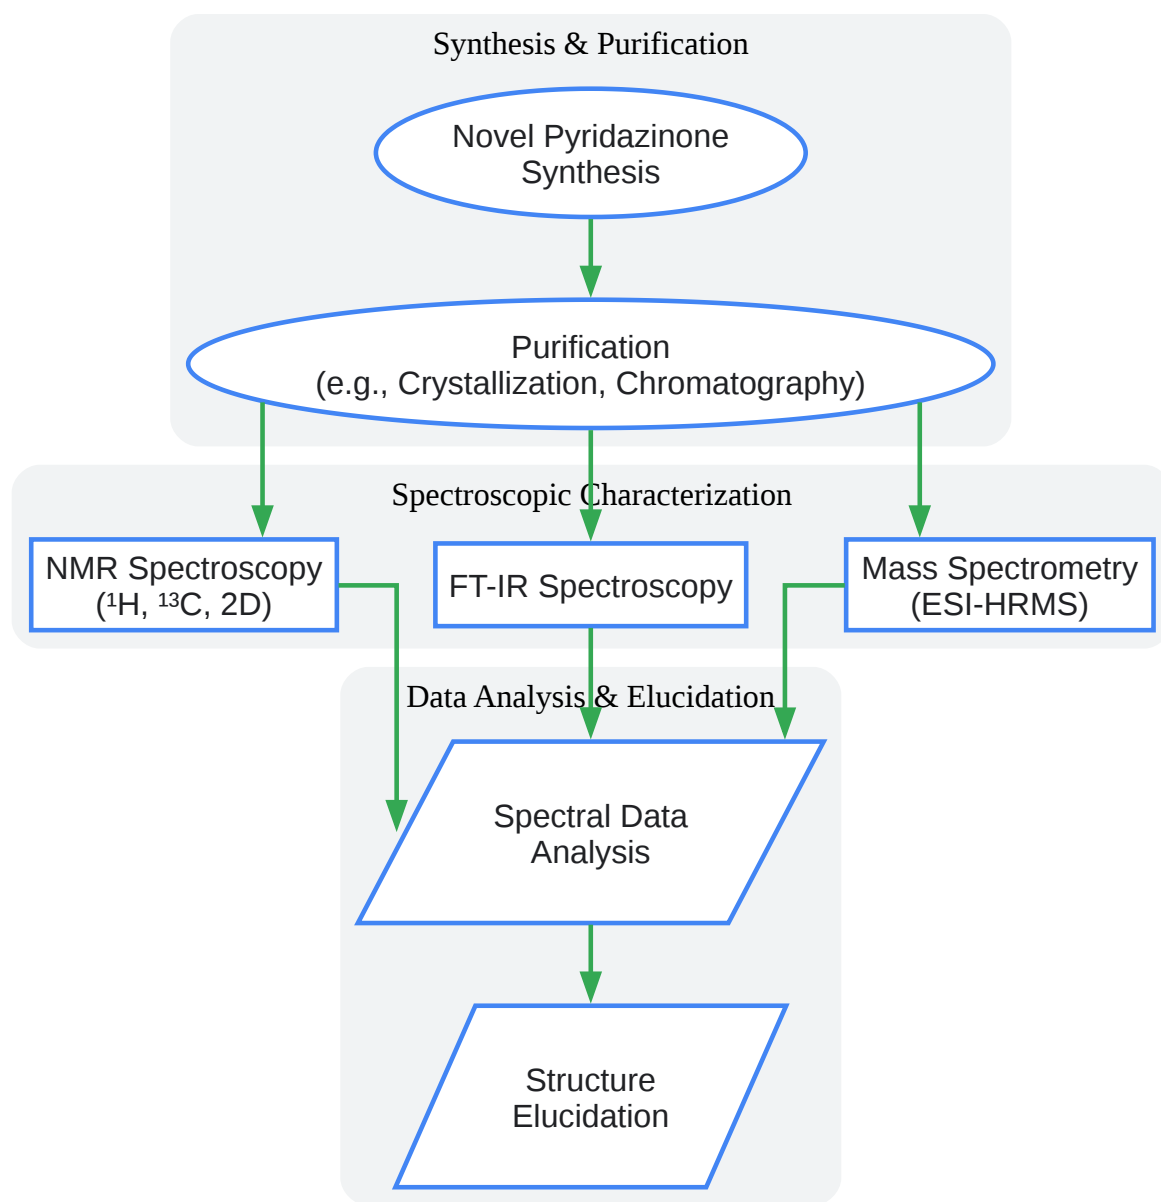 Synthesis & Purification
Novel Pyridazinone
Synthesis
Purification
(e.g., Crystallization, Chromatography)
Spectroscopic Characterization
NMR Spectroscopy
(¹H, ¹³C, 2D)
FT-IR Spectroscopy
Mass Spectrometry
(ESI-HRMS)
Data Analysis & Elucidation
Spectral Data
Analysis
Structure
Elucidation